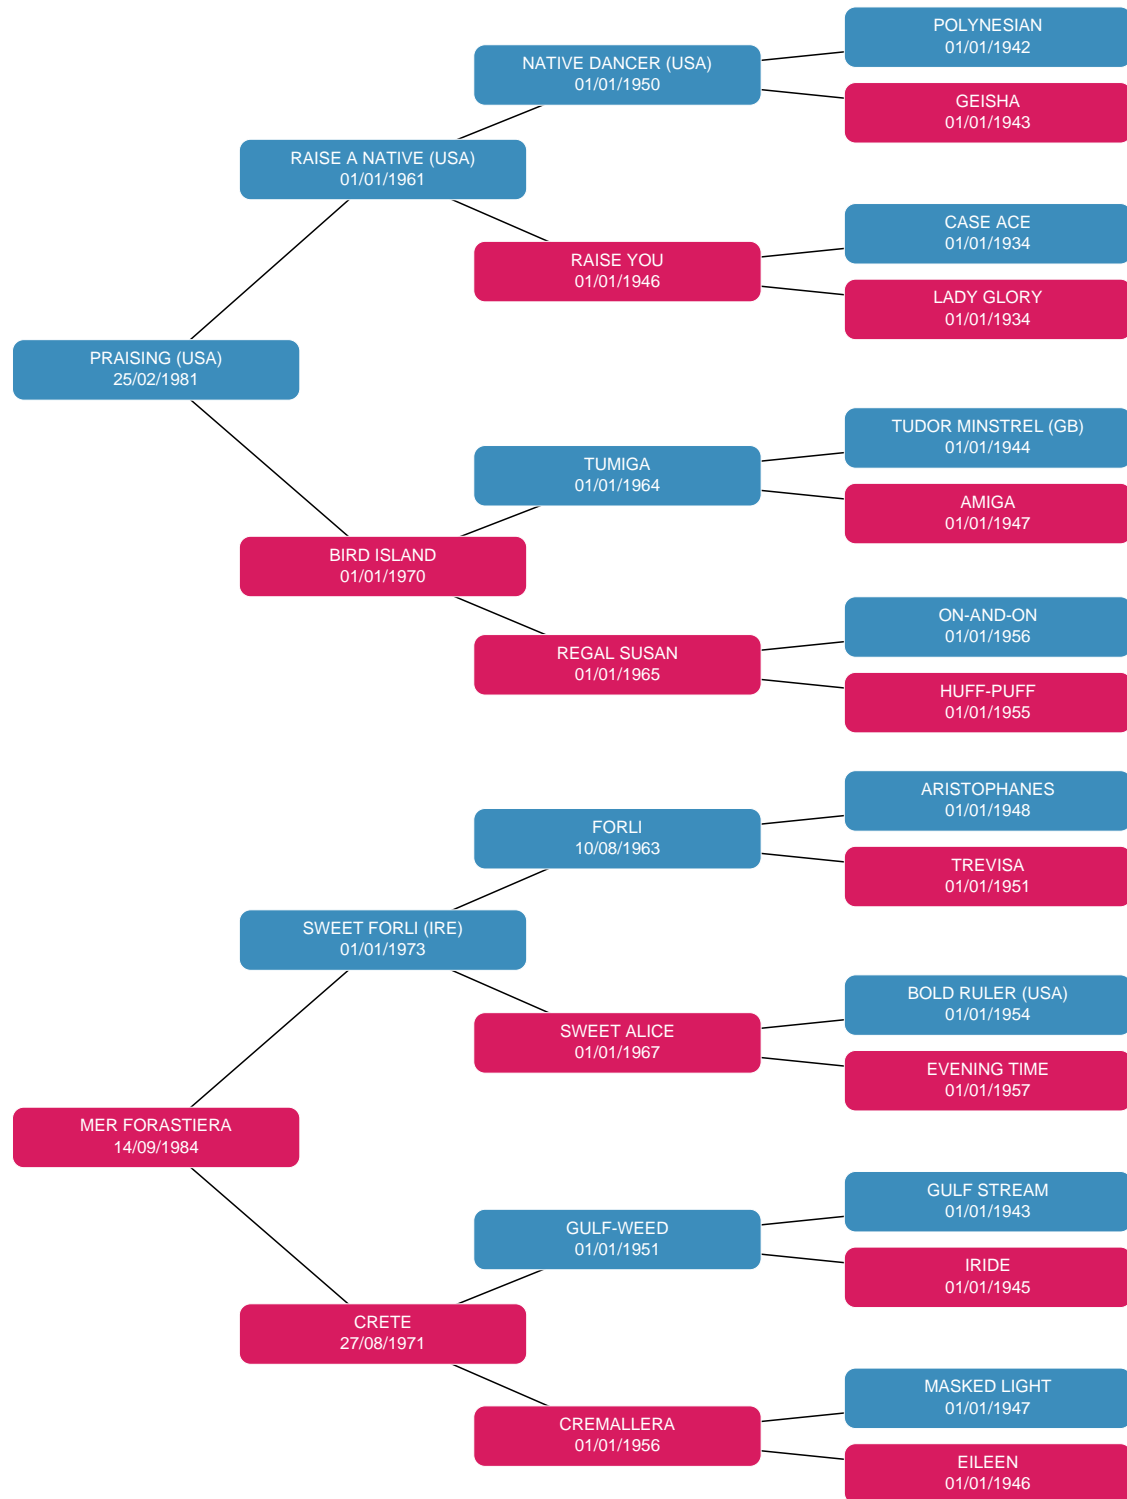 POLYNESIAN
01/01/1942
NATIVE DANCER (USA)
01/01/1950
GEISHA
01/01/1943
RAISE A NATIVE (USA)
01/01/1961
CASE ACE
01/01/1934
RAISE YOU
01/01/1946
LADY GLORY
01/01/1934
PRAISING (USA)
25/02/1981
TUDOR MINSTREL (GB)
01/01/1944
TUMIGA
01/01/1964
AMIGA
01/01/1947
BIRD ISLAND
01/01/1970
ON-AND-ON
01/01/1956
REGAL SUSAN
01/01/1965
HUFF-PUFF
01/01/1955
ARISTOPHANES
01/01/1948
FORLI
10/08/1963
TREVISA
01/01/1951
SWEET FORLI (IRE)
01/01/1973
BOLD RULER (USA)
01/01/1954
SWEET ALICE
01/01/1967
EVENING TIME
01/01/1957
MER FORASTIERA
14/09/1984
GULF STREAM
01/01/1943
GULF-WEED
01/01/1951
IRIDE
01/01/1945
CRETE
27/08/1971
MASKED LIGHT
01/01/1947
CREMALLERA
01/01/1956
EILEEN
01/01/1946